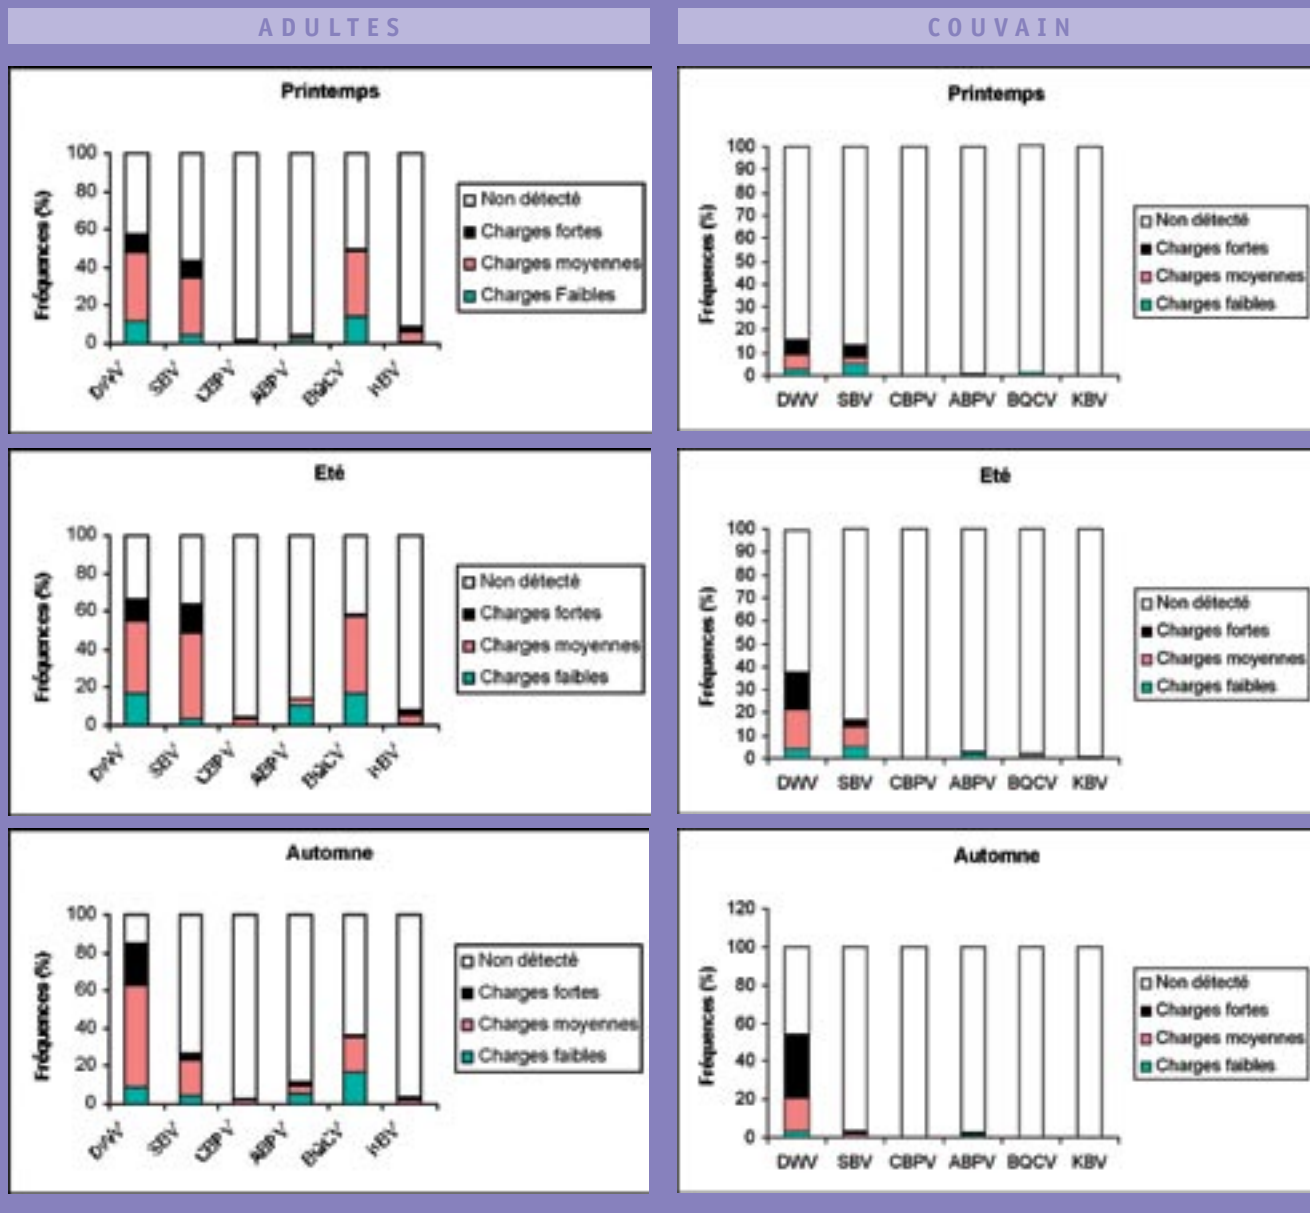 ADULTES
COUVAIN
Printemps
Fréquences (%)
100
80
60
40
20
0
DWV SBV CBPV ABPV BQCV KBV
Non détecté
Charges fortes
Charges moyennes
Charges Faibles
Printemps
Fréquences (%)
100
90
80
70
60
50
40
30
20
10
0
DWV SBV CBPV ABPV BQCV KBV
Non détecté
Charges fortes
Charges moyennes
Charges faibles
Eté
Fréquences (%)
100
80
60
40
20
0
DWV SBV CBPV ABPV BQCV KBV
Non détecté
Charges fortes
Charges moyennes
Charges faibles
Eté
Fréquences (%)
100
90
80
70
60
50
40
30
20
10
0
DWV SBV CBPV ABPV BQCV KBV
Non détecté
Charges fortes
Charges moyennes
Charges faibles
Automne
Fréquences (%)
100
80
60
40
20
0
DWV SBV CBPV ABPV BQCV KBV
Non détecté
Charges fortes
Charges moyennes
Charges faibles
Automne
Fréquences (%)
120
100
80
60
40
20
0
DWV SBV CBPV ABPV BQCV KBV
Non détecté
Charges fortes
Charges moyennes
Charges faibles